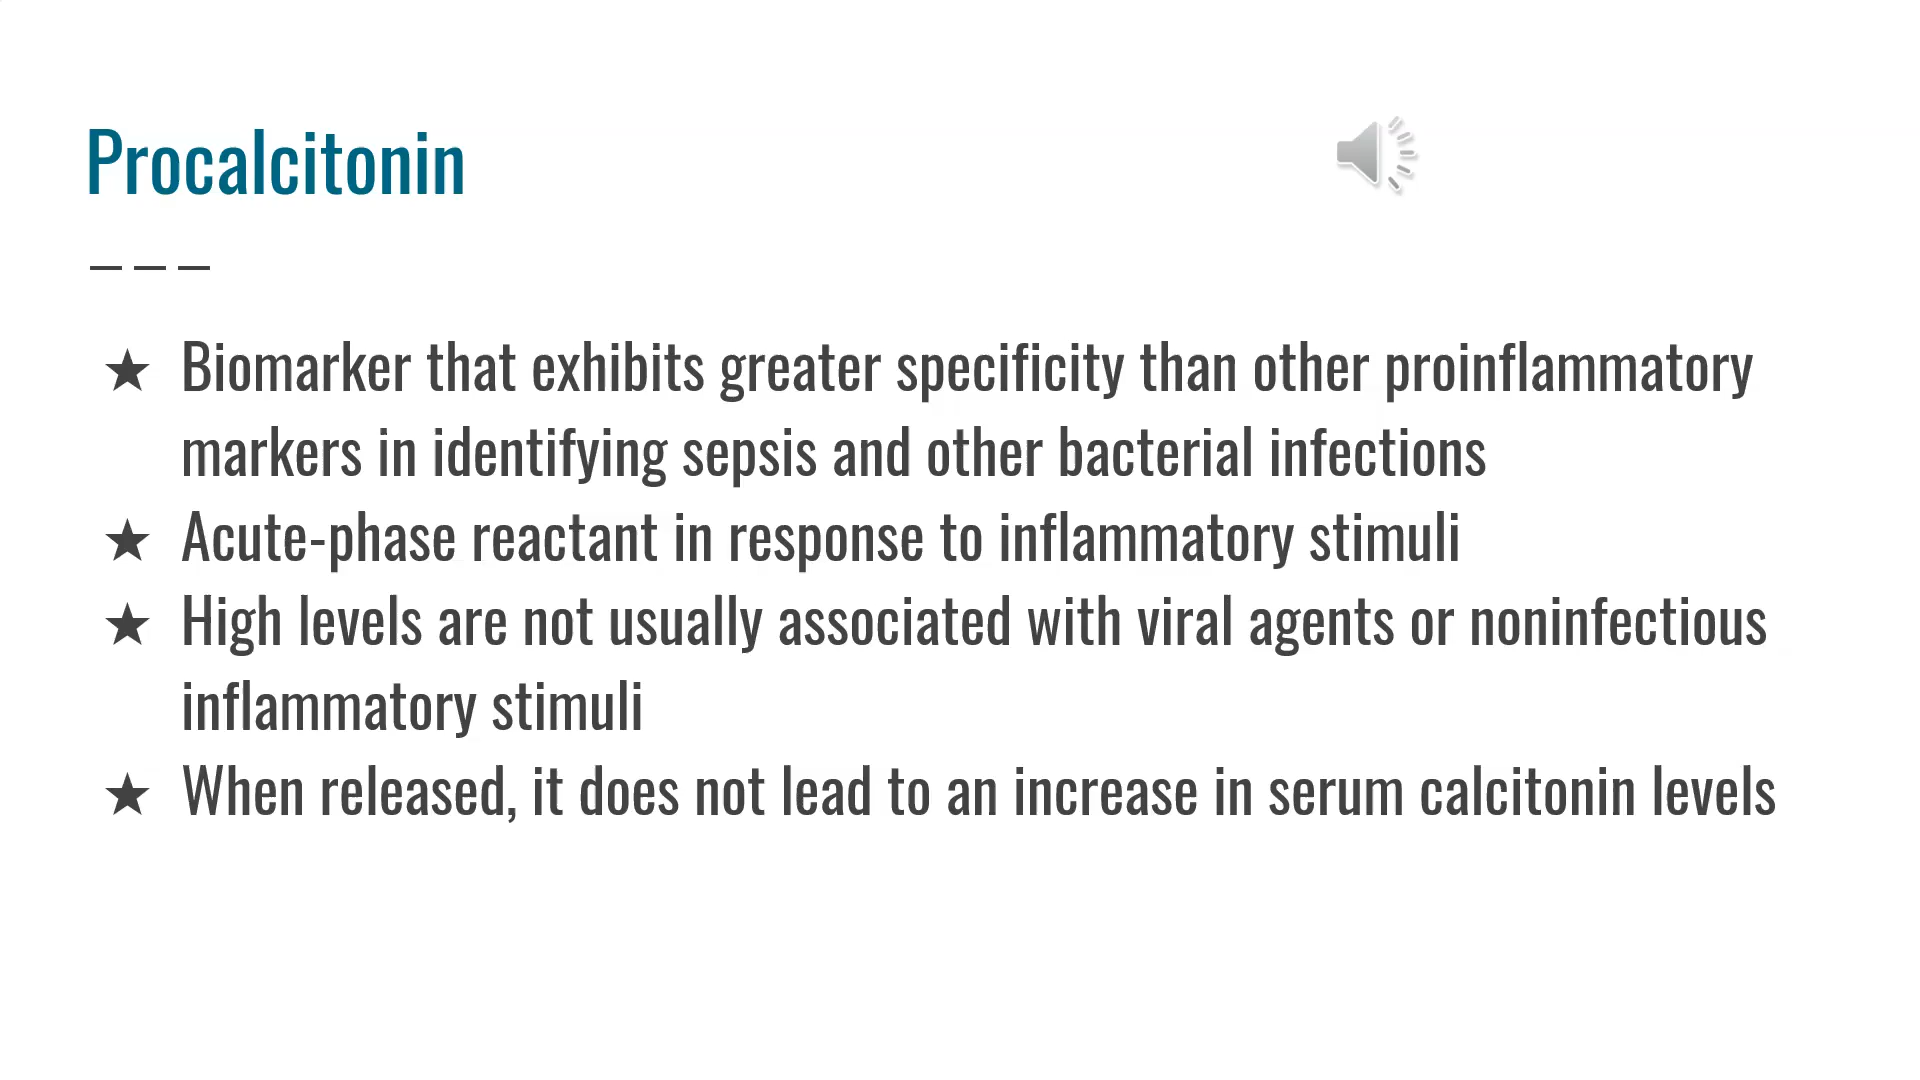 Procalcitonin
★ Biomarker that exhibits greater specificity than other proinflammatory
markers in identifying sepsis and other bacterial infections
★ Acute-phase reactant in response to inflammatory stimuli
★ High levels are not usually associated with viral agents or noninfectious
inflammatory stimuli
★ When released, it does not lead to an increase in serum calcitonin levels